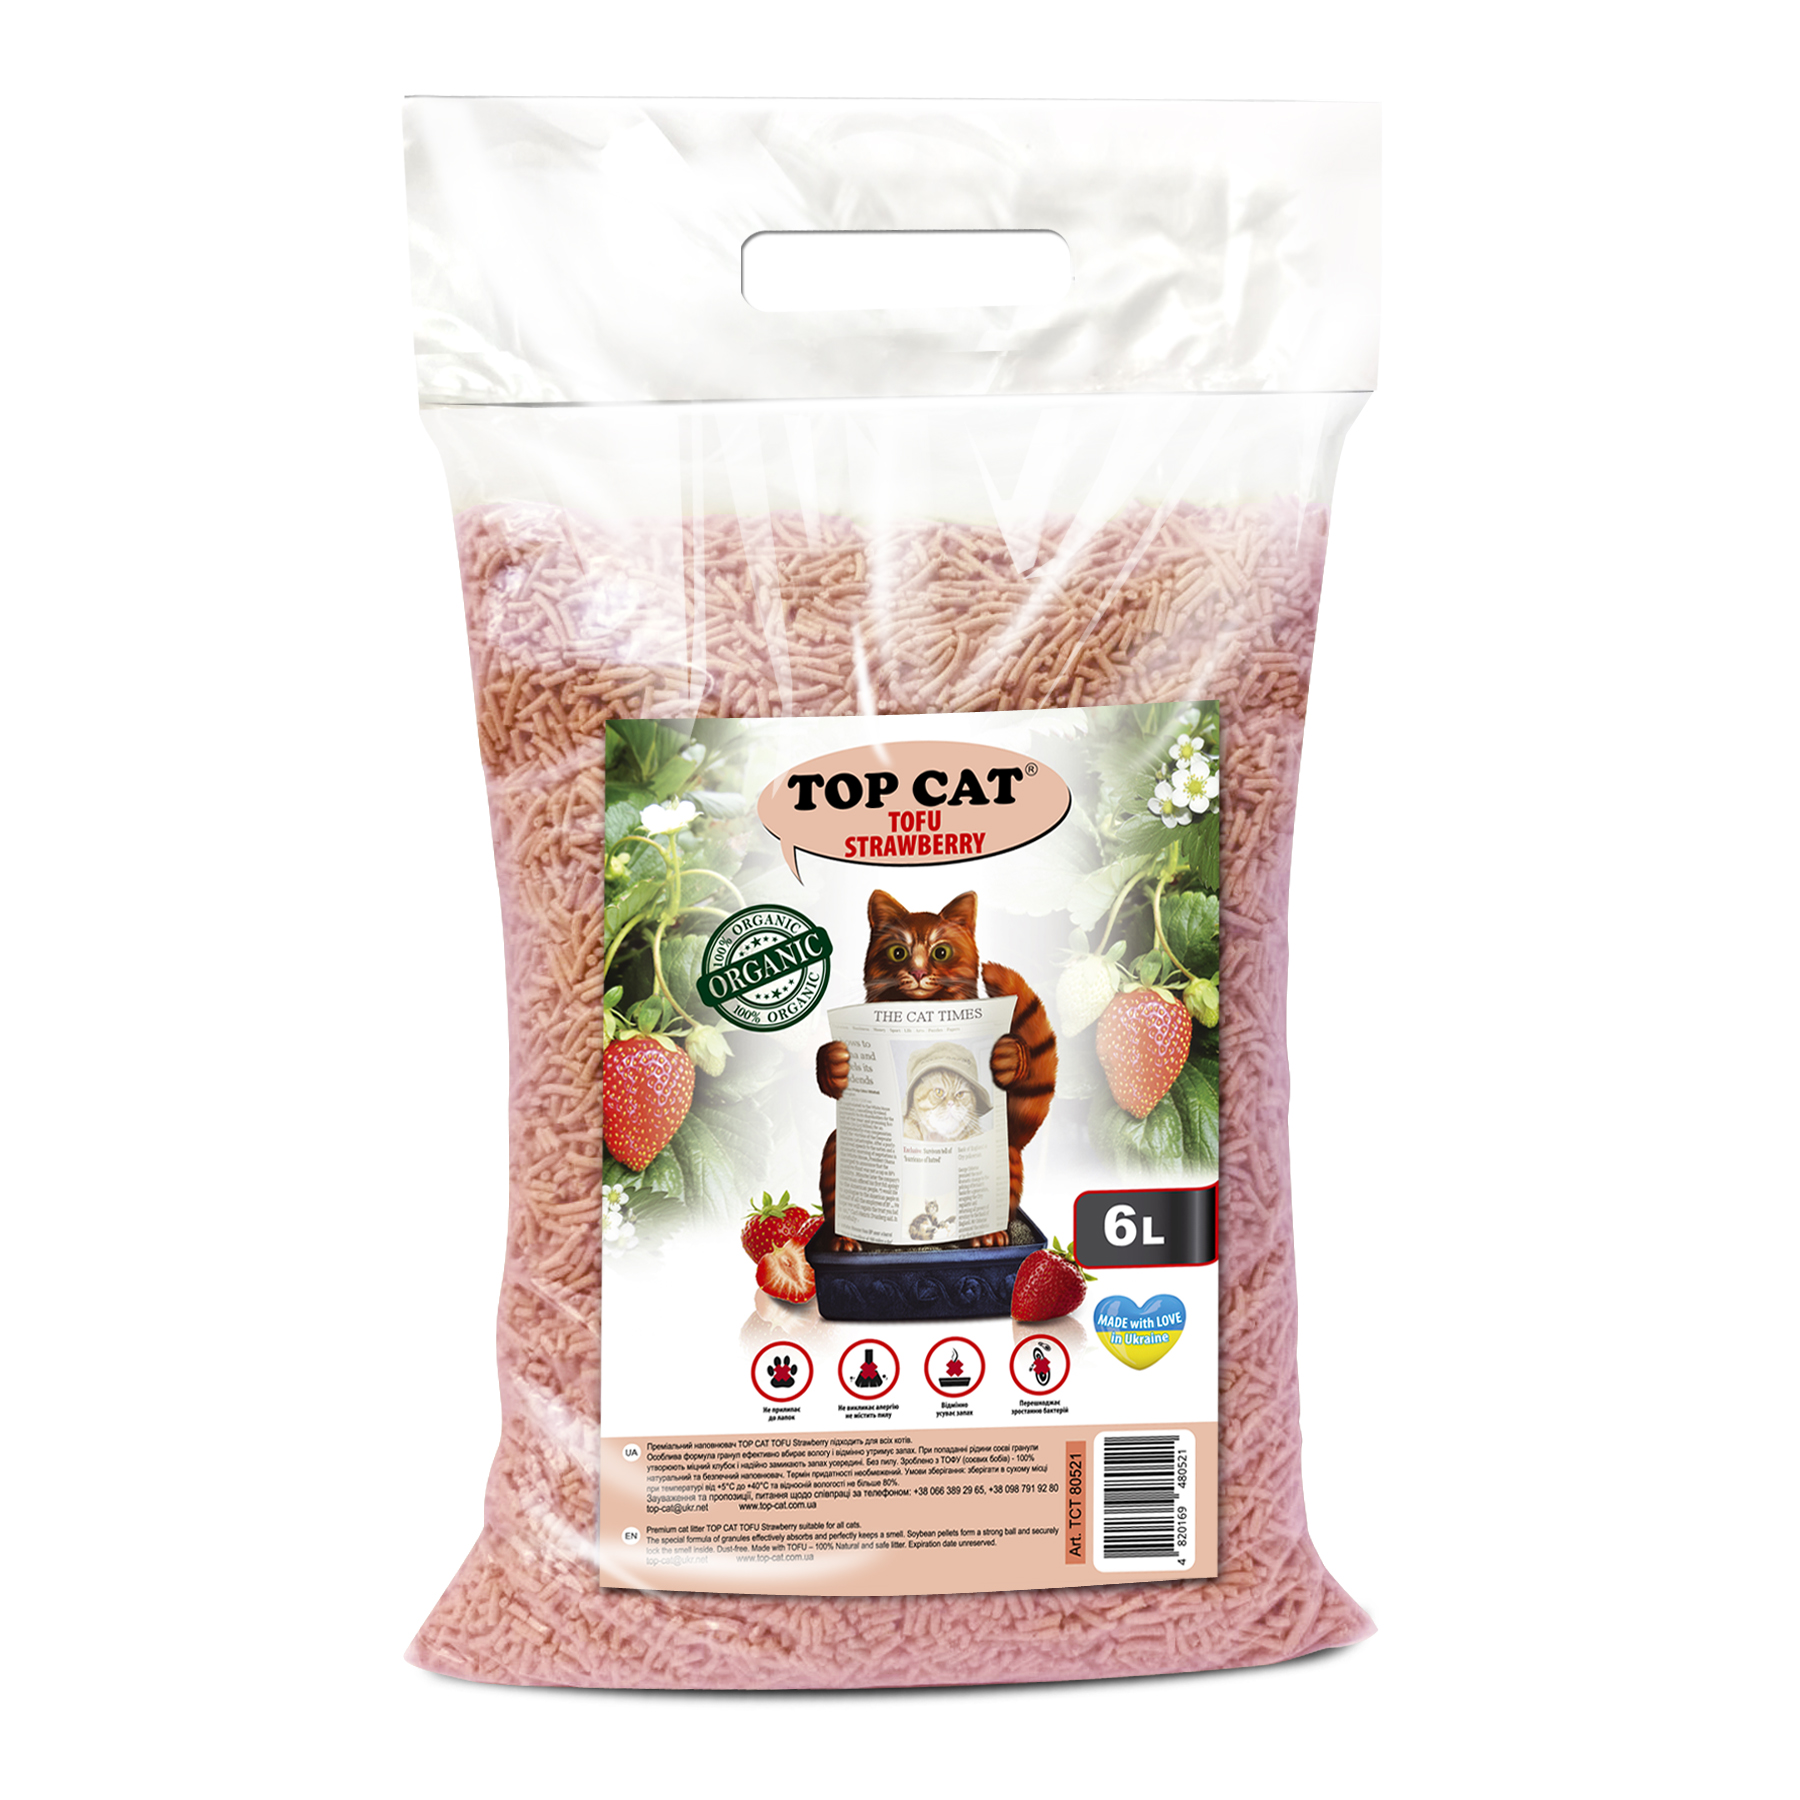 TOP CAT®
TOFU
STRAWBERRY
100% ORGANIC
ORGANIC
100% ORGANIC
THE CAT TIMES
6L
MADE with LOVE
in Ukraine
Не прилипає
до лапок
Не викликає алергію
не містить пилу
Відмінно
усуває запах
Перешкоджає
зростанню бактерій
UA
Преміальний наповнювач TOP CAT TOFU Strawberry підходить для всіх котів.
Особлива формула гранул ефективно вбирає вологу і відмінно утримує запах. При попаданні рідини соєві гранули
утворюють міцний клубок і надійно замикають запах усередині. Без пилу. Зроблено з ТОФУ (соєвих бобів) - 100%
натуральний та безпечний наповнювач. Термін придатності необмежений. Умови зберігання: зберігати в сухому місці
при температурі від +5°C до +40°C та відносній вологості не більше 80%.
Зауваження та пропозиції, питання щодо співпраці за телефоном: +38 066 389 29 65, +38 098 791 92 80
top-cat@ukr.net www.top-cat.com.ua
EN
Premium cat litter TOP CAT TOFU Strawberry suitable for all cats.
The special formula of granules effectively absorbs and perfectly keeps a smell. Soybean pellets form a strong ball and securely
lock the smell inside. Dust-free. Made with TOFU – 100% Natural and safe litter. Expiration date unreserved.
top-cat@ukr.net www.top-cat.com.ua
Art. TCT 80521
4 820169 480521